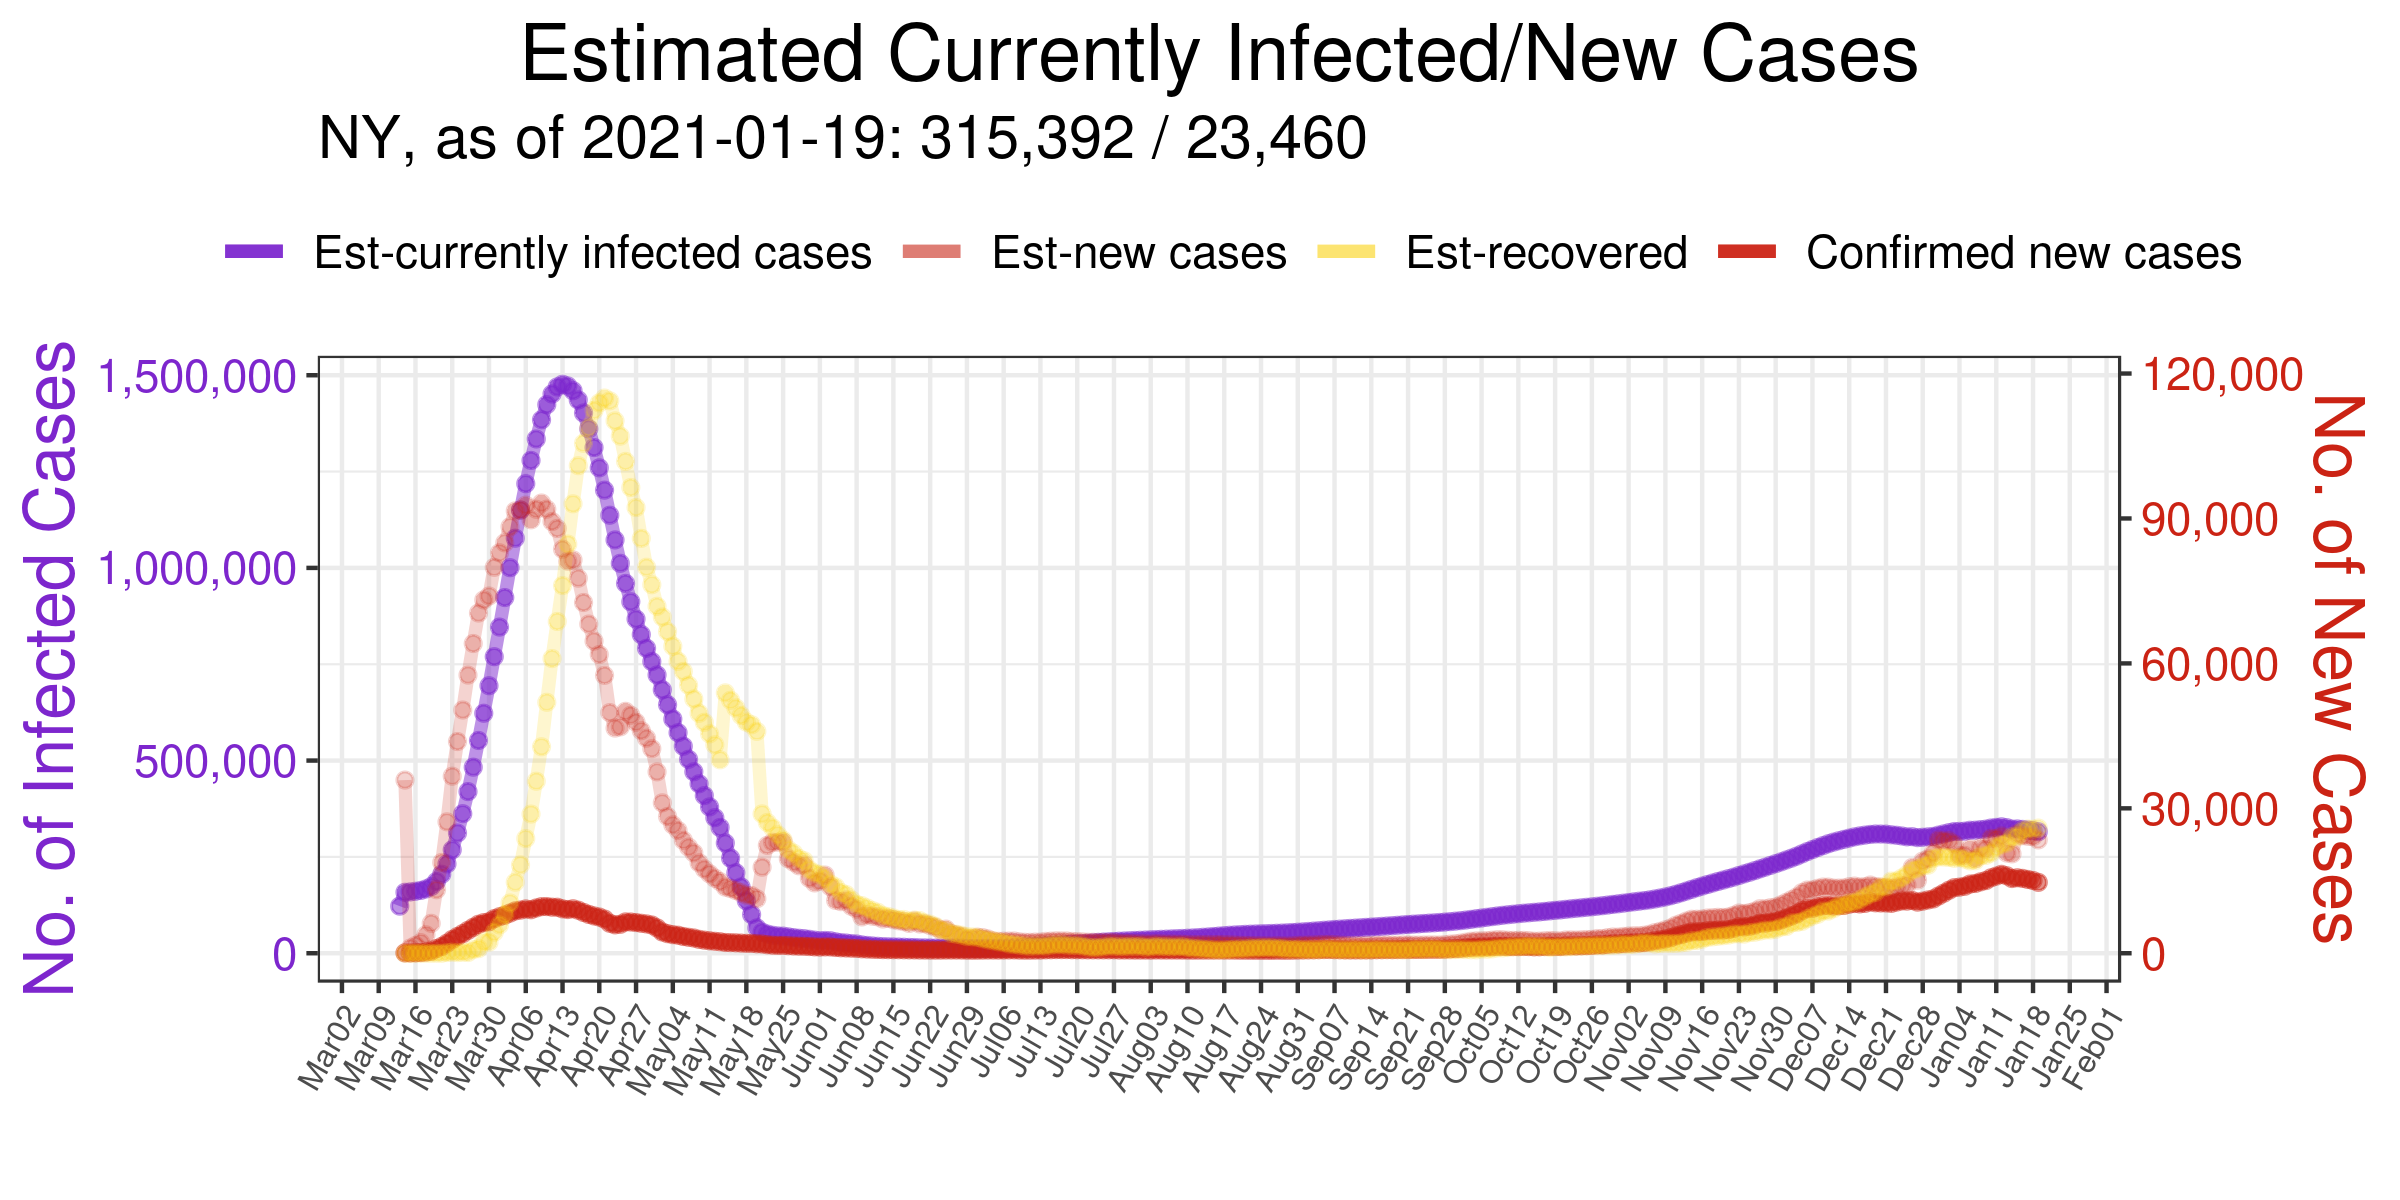 Estimated Currently Infected/New Cases
NY, as of 2021-01-19: 315,392 / 23,460
Est-currently infected cases Est-new cases Est-recovered Confirmed new cases
No. of Infected Cases
1,500,000
1,000,000
500,000
0
120,000
90,000
60,000
30,000
0
No. of New Cases
Mar02 Mar09 Mar16 Mar23 Mar30 Apr06 Apr13 Apr20 Apr27 May04 May11 May18 May25 Jun01 Jun08 Jun15 Jun22 Jun29 Jul06 Jul13 Jul20 Jul27 Aug03 Aug10 Aug17 Aug24 Aug31 Sep07 Sep14 Sep21 Sep28 Oct05 Oct12 Oct19 Oct26 Nov02 Nov09 Nov16 Nov23 Nov30 Dec07 Dec14 Dec21 Dec28 Jan04 Jan11 Jan18 Jan25 Feb01